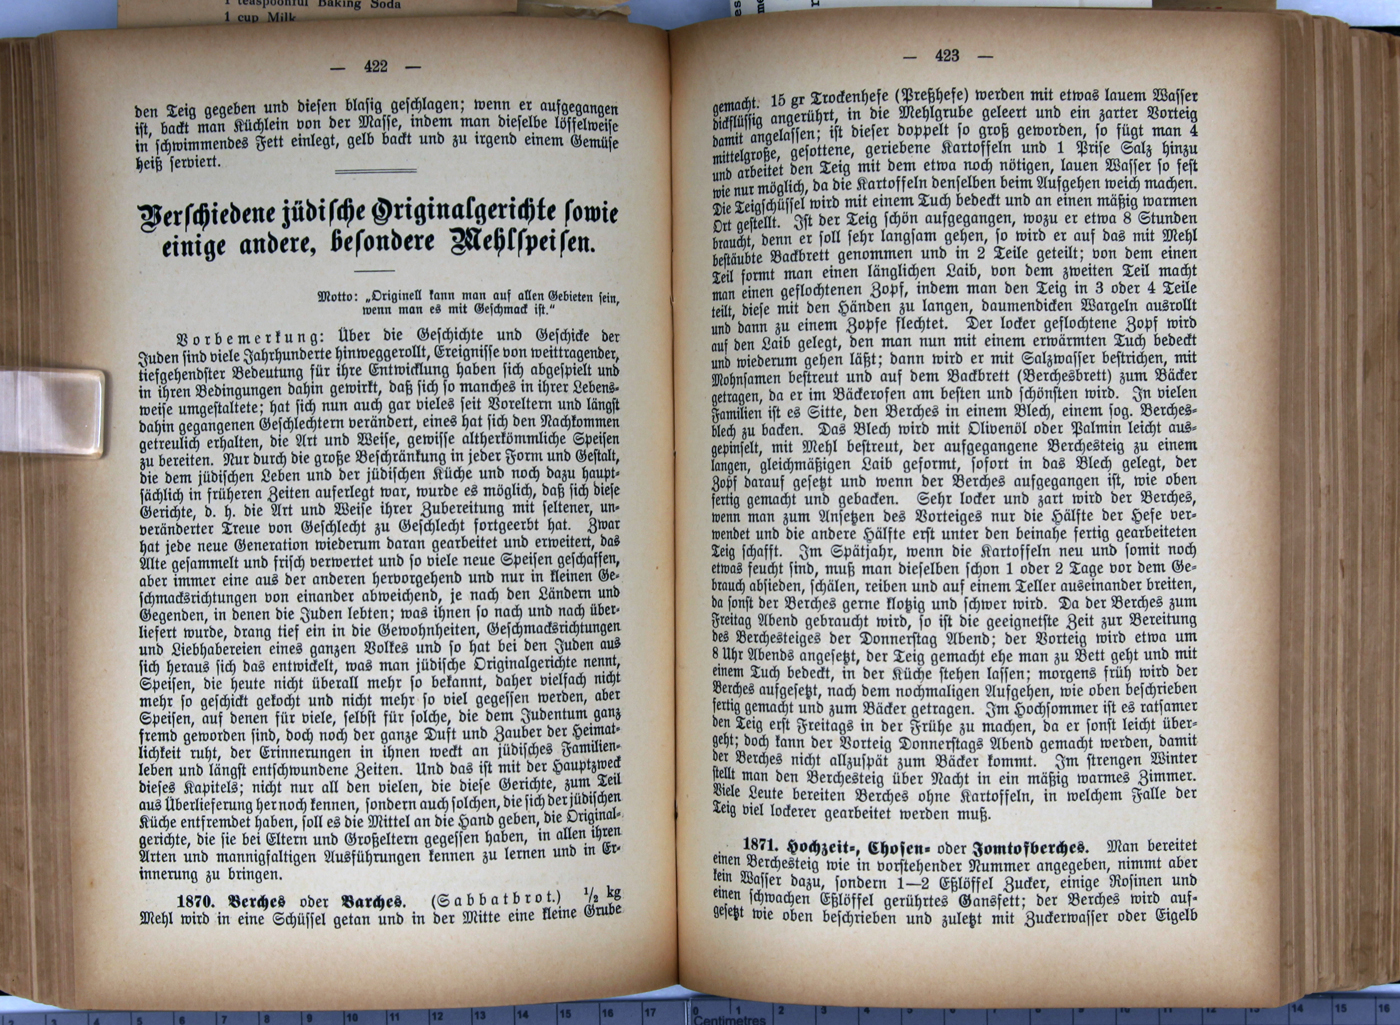 1 teaspoonful Baking Soda
1 cup Milk
— 422 —
den Teig gegeben und diesen blasig geschlagen; wenn er aufgegangen
ist, backt man Küchlein von der Masse, indem man dieselbe löffelweise
in schwimmendes Fett einlegt, gelb backt und zu irgend einem Gemüse
heiß serviert.
Verschiedene jüdische Originalgerichte sowie
einige andere, besondere Mehlspeisen.
Motto: „Originell kann man auf allen Gebieten sein,
wenn man es mit Geschmack ist.“
Vorbemerkung: Über die Geschichte und Geschicke der
Juden sind viele Jahrhunderte hinweggerollt, Ereignisse von weittragender,
tiefgehendster Bedeutung für ihre Entwicklung haben sich abgespielt und
in ihren Bedingungen dahin gewirkt, daß sich so manches in ihrer Lebens-
weise umgestaltete; hat sich nun auch gar vieles seit Voreltern und längst
dahin gegangenen Geschlechtern verändert, eines hat sich den Nachkommen
getreulich erhalten, die Art und Weise, gewisse altherkömmliche Speisen
zu bereiten. Nur durch die große Beschränkung in jeder Form und Gestalt,
die dem jüdischen Leben und der jüdischen Küche und noch dazu haupt-
sächlich in früheren Zeiten auferlegt war, wurde es möglich, daß sich diese
Gerichte, d. h. die Art und Weise ihrer Zubereitung mit seltener, un-
veränderter Treue von Geschlecht zu Geschlecht fortgeerbt hat. Zwar
hat jede neue Generation wiederum daran gearbeitet und erweitert, das
Alte gesammelt und frisch verwertet und so viele neue Speisen geschaffen,
aber immer eine aus der anderen hervorgehend und nur in kleinen Ge-
schmacksrichtungen von einander abweichend, je nach den Ländern und
Gegenden, in denen die Juden lebten; was ihnen so nach und nach über-
liefert wurde, drang tief ein in die Gewohnheiten, Geschmacksrichtungen
und Liebhabereien eines ganzen Volkes und so hat bei den Juden aus
sich heraus sich das entwickelt, was man jüdische Originalgerichte nennt,
Speisen, die heute nicht überall mehr so bekannt, daher vielfach nicht
mehr so geschickt gekocht und nicht mehr so viel gegessen werden, aber
Speisen, auf denen für viele, selbst für solche, die dem Judentum ganz
fremd geworden sind, doch noch der ganze Duft und Zauber der Heimat-
lichkeit ruht, der Erinnerungen in ihnen weckt an jüdisches Familien-
leben und längst entschwundene Zeiten. Und das ist mit der Hauptzweck
dieses Kapitels; nicht nur all den vielen, die diese Gerichte, zum Teil
aus Überlieferung her noch kennen, sondern auch solchen, die sich der jüdischen
Küche entfremdet haben, soll es die Mittel an die Hand geben, die Original-
gerichte, die sie bei Eltern und Großeltern gegessen haben, in allen ihren
Arten und mannigfaltigen Ausführungen kennen zu lernen und in Er-
innerung zu bringen.
1870. Berches oder Barches. (Sabbatbrot.) ½ kg
Mehl wird in eine Schüssel getan und in der Mitte eine kleine Grube
— 423 —
gemacht. 15 gr Trockenhefe (Preßhefe) werden mit etwas lauem Wasser
dickflüssig angerührt, in die Mehlgrube geleert und ein zarter Vorteig
damit angelassen; ist dieser doppelt so groß geworden, so fügt man 4
mittelgroße, gesottene, geriebene Kartoffeln und 1 Prise Salz hinzu
und arbeitet den Teig mit dem etwa noch nötigen, lauen Wasser so fest
wie nur möglich, da die Kartoffeln denselben beim Aufgehen weich machen.
Die Teigschüssel wird mit einem Tuch bedeckt und an einen mäßig warmen
Ort gestellt. Ist der Teig schön aufgegangen, wozu er etwa 8 Stunden
braucht, denn er soll sehr langsam gehen, so wird er auf das mit Mehl
bestäubte Backbrett genommen und in 2 Teile geteilt; von dem einen
Teil formt man einen länglichen Laib, von dem zweiten Teil macht
man einen geflochtenen Zopf, indem man den Teig in 3 oder 4 Teile
teilt, diese mit den Händen zu langen, daumendicken Wargeln ausrollt
und dann zu einem Zopfe flechtet. Der locker geflochtene Zopf wird
auf den Laib gelegt, den man nun mit einem erwärmten Tuch bedeckt
und wiederum gehen läßt; dann wird er mit Salzwasser bestrichen, mit
Mohnsamen bestreut und auf dem Backbrett (Berchesbrett) zum Bäcker
getragen, da er im Bäckerofen am besten und schönsten wird. In vielen
Familien ist es Sitte, den Berches in einem Blech, einem sog. Berches-
blech zu backen. Das Blech wird mit Olivenöl oder Palmin leicht aus-
gepinselt, mit Mehl bestreut, der aufgegangene Berchesteig zu einem
langen, gleichmäßigen Laib geformt, sofort in das Blech gelegt, der
Zopf darauf gesetzt und wenn der Berches aufgegangen ist, wie oben
fertig gemacht und gebacken. Sehr locker und zart wird der Berches,
wenn man zum Ansetzen des Vorteiges nur die Hälfte der Hefe ver-
wendet und die andere Hälfte erst unter den beinahe fertig gearbeiteten
Teig schafft. Im Spätjahr, wenn die Kartoffeln neu und somit noch
etwas feucht sind, muß man dieselben schon 1 oder 2 Tage vor dem Ge-
brauch absieden, schälen, reiben und auf einem Teller auseinander breiten,
da sonst der Berches gerne klotzig und schwer wird. Da der Berches zum
Freitag Abend gebraucht wird, so ist die geeignetste Zeit zur Bereitung
des Berchesteiges der Donnerstag Abend; der Vorteig wird etwa um
8 Uhr Abends angesetzt, der Teig gemacht ehe man zu Bett geht und mit
einem Tuch bedeckt, in der Küche stehen lassen; morgens früh wird der
Berches aufgesetzt, nach dem nochmaligen Aufgehen, wie oben beschrieben
fertig gemacht und zum Bäcker getragen. Im Hochsommer ist es ratsamer
den Teig erst Freitags in der Frühe zu machen, da er sonst leicht über-
geht; doch kann der Vorteig Donnerstags Abend gemacht werden, damit
der Berches nicht allzuspät zum Bäcker kommt. Im strengen Winter
stellt man den Berchesteig über Nacht in ein mäßig warmes Zimmer.
Viele Leute bereiten Berches ohne Kartoffeln, in welchem Falle der
Teig viel lockerer gearbeitet werden muß.
1871. Hochzeit-, Chosen- oder Jomtofberches. Man bereitet
einen Berchesteig wie in vorstehender Nummer angegeben, nimmt aber
kein Wasser dazu, sondern 1—2 Eßlöffel Zucker, einige Rosinen und
einen schwachen Eßlöffel gerührtes Gansfett; der Berches wird auf-
gesetzt wie oben beschrieben und zuletzt mit Zuckerwasser oder Eigelb
3 4 5 6 7 8 9 10 11 12 13 14 15 16 17
0 1 2 3 4 5 6 7 8 9 10 11 12 13 14 15 16
Centimetres